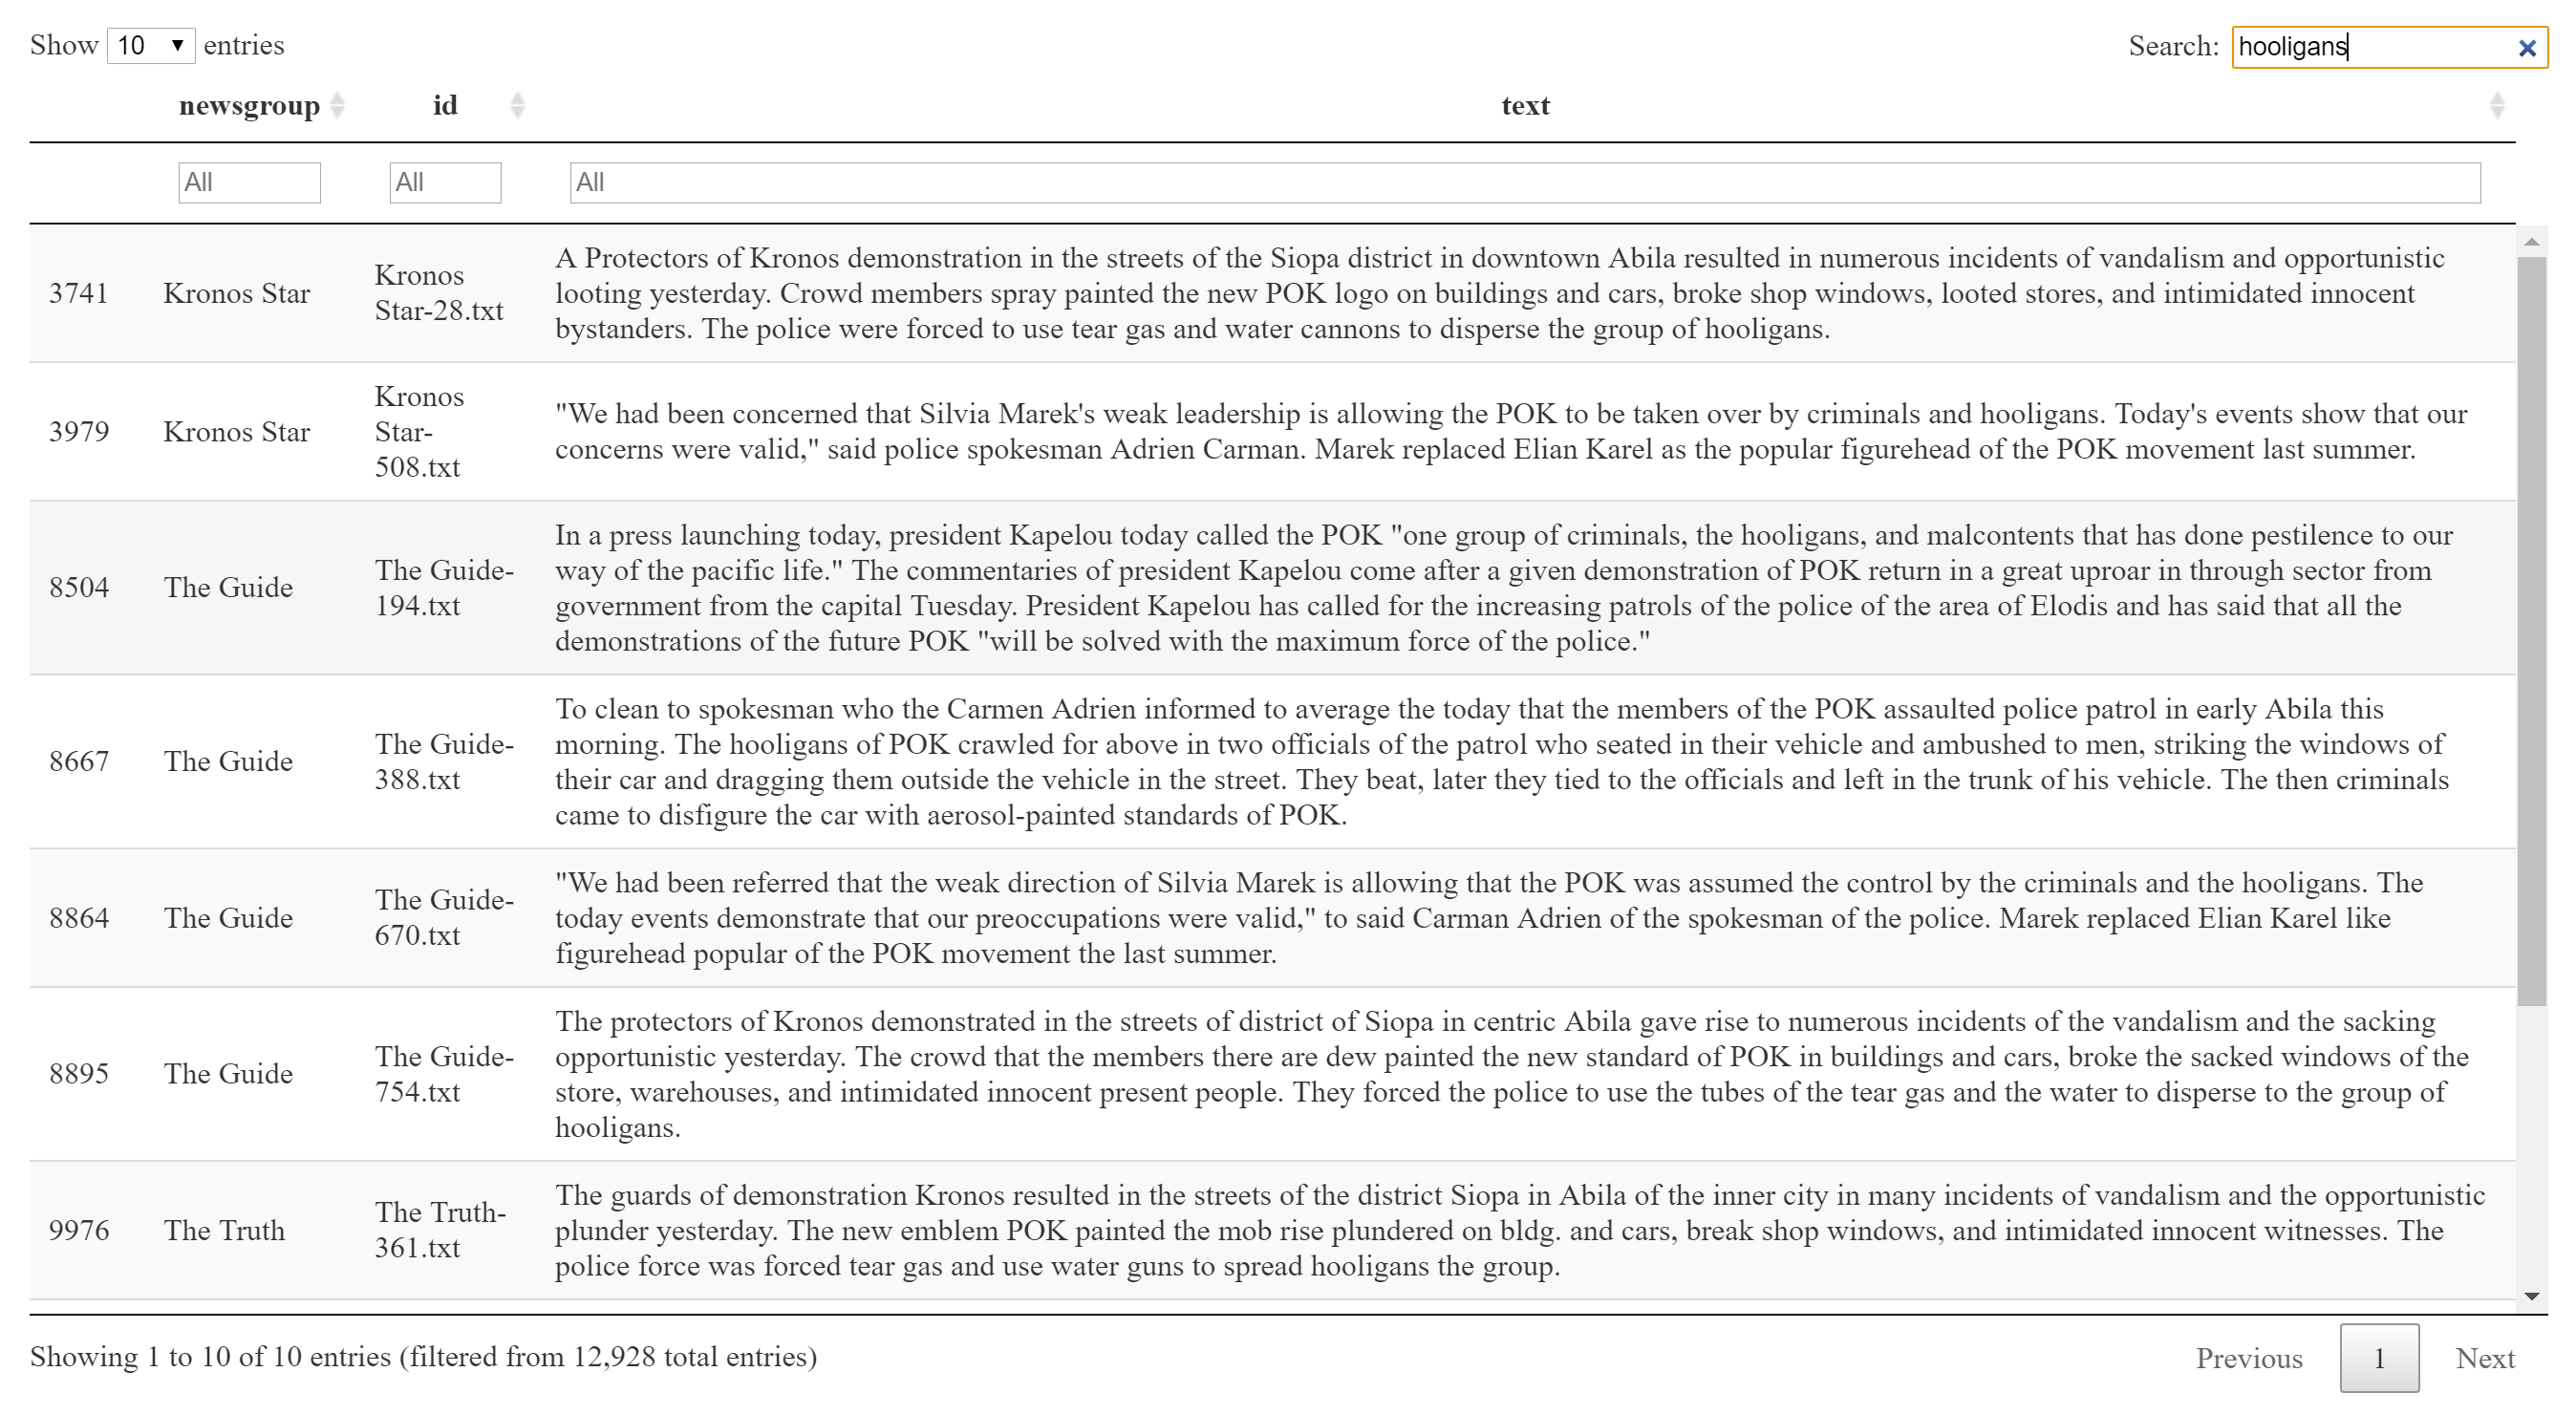 Show 10 entries Search: hooligans
newsgroup id text
All All All
3741 Kronos Star Kronos Star-28.txt
A Protectors of Kronos demonstration in the streets of the Siopa district in downtown Abila resulted in numerous incidents of vandalism and opportunistic
looting yesterday. Crowd members spray painted the new POK logo on buildings and cars, broke shop windows, looted stores, and intimidated innocent
bystanders. The police were forced to use tear gas and water cannons to disperse the group of hooligans.
3979 Kronos Star Kronos Star-508.txt
"We had been concerned that Silvia Marek's weak leadership is allowing the POK to be taken over by criminals and hooligans. Today's events show that our
concerns were valid," said police spokesman Adrien Carman. Marek replaced Elian Karel as the popular figurehead of the POK movement last summer.
8504 The Guide The Guide-194.txt
In a press launching today, president Kapelou today called the POK "one group of criminals, the hooligans, and malcontents that has done pestilence to our
way of the pacific life." The commentaries of president Kapelou come after a given demonstration of POK return in a great uproar in through sector from
government from the capital Tuesday. President Kapelou has called for the increasing patrols of the police of the area of Elodis and has said that all the
demonstrations of the future POK "will be solved with the maximum force of the police."
8667 The Guide The Guide-388.txt
To clean to spokesman who the Carmen Adrien informed to average the today that the members of the POK assaulted police patrol in early Abila this
morning. The hooligans of POK crawled for above in two officials of the patrol who seated in their vehicle and ambushed to men, striking the windows of
their car and dragging them outside the vehicle in the street. They beat, later they tied to the officials and left in the trunk of his vehicle. The then criminals
came to disfigure the car with aerosol-painted standards of POK.
8864 The Guide The Guide-670.txt
"We had been referred that the weak direction of Silvia Marek is allowing that the POK was assumed the control by the criminals and the hooligans. The
today events demonstrate that our preoccupations were valid," to said Carman Adrien of the spokesman of the police. Marek replaced Elian Karel like
figurehead popular of the POK movement the last summer.
8895 The Guide The Guide-754.txt
The protectors of Kronos demonstrated in the streets of district of Siopa in centric Abila gave rise to numerous incidents of the vandalism and the sacking
opportunistic yesterday. The crowd that the members there are dew painted the new standard of POK in buildings and cars, broke the sacked windows of the
store, warehouses, and intimidated innocent present people. They forced the police to use the tubes of the tear gas and the water to disperse to the group of
hooligans.
9976 The Truth The Truth-361.txt
The guards of demonstration Kronos resulted in the streets of the district Siopa in Abila of the inner city in many incidents of vandalism and the opportunistic
plunder yesterday. The new emblem POK painted the mob rise plundered on bldg. and cars, break shop windows, and intimidated innocent witnesses. The
police force was forced tear gas and use water guns to spread hooligans the group.
Showing 1 to 10 of 10 entries (filtered from 12,928 total entries) Previous 1 Next